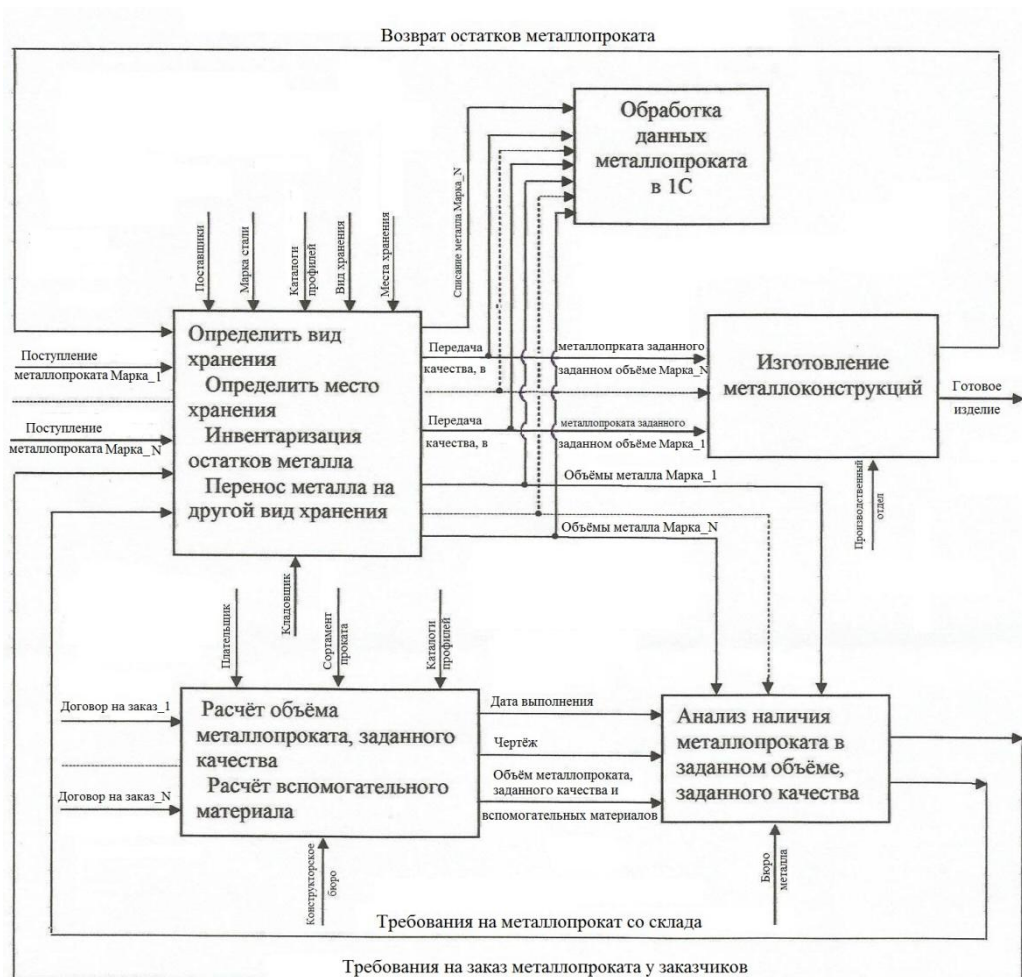 Возврат остатков металлопроката
Обработка
данных
металлопроката
в 1С
Поставщики
Марка стали
Каталоги
профилей
Вид хранения
Места хранения
Списание металла Марка_N
Определить вид
хранения
Определить место
хранения
Инвентаризация
остатков металла
Перенос металла на
другой вид хранения
Поступление
металлопроката Марка_1
Поступление
металлопроката Марка_N
Передача
качества, в
металлпрката заданного
заданном объёме Марка_N
Передача
качества, в
металлопроката заданного
заданном объёме Марка_1
Объёмы металла Марка_1
Объёмы металла Марка_N
Изготовление
металлоконструкций
Готовое
изделие
Производственный
отдел
Кладовщик
Плательщик
Сортамент
проката
Каталоги
профилей
Договор на заказ_1
Договор на заказ_N
Расчёт объёма
металлопроката, заданного
качества
Расчёт вспомогательного
материала
Дата выполнения
Чертёж
Объём металлопроката,
заданного качества и
вспомогательных материалов
Анализ наличия
металлопроката в
заданном объёме,
заданного качества
Конструкторское
бюро
Бюро
металла
Требования на металлопрокат со склада
Требования на заказ металлопроката у заказчиков